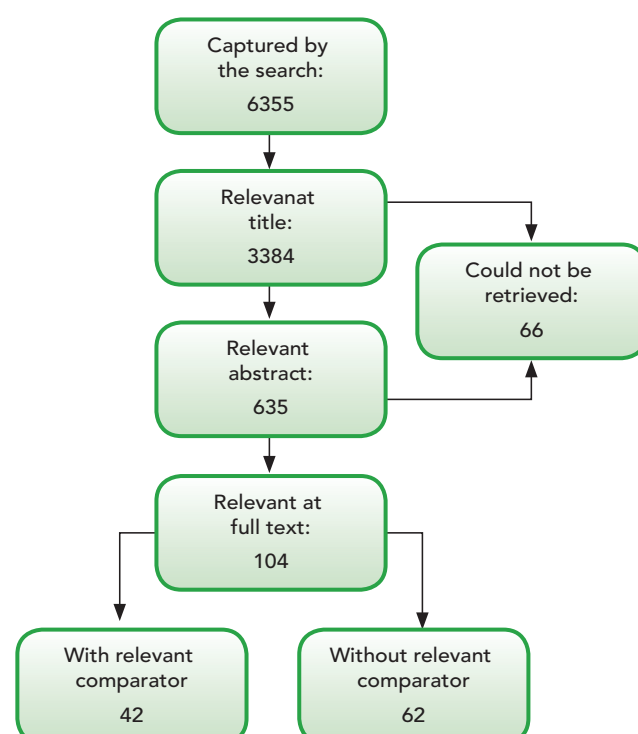 Captured by
the search:
6355
Relevanat
title:
3384
Could not be
retrieved:
66
Relevant
abstract:
635
Relevant at
full text:
104
With relevant
comparator
42
Without relevant
comparator
62